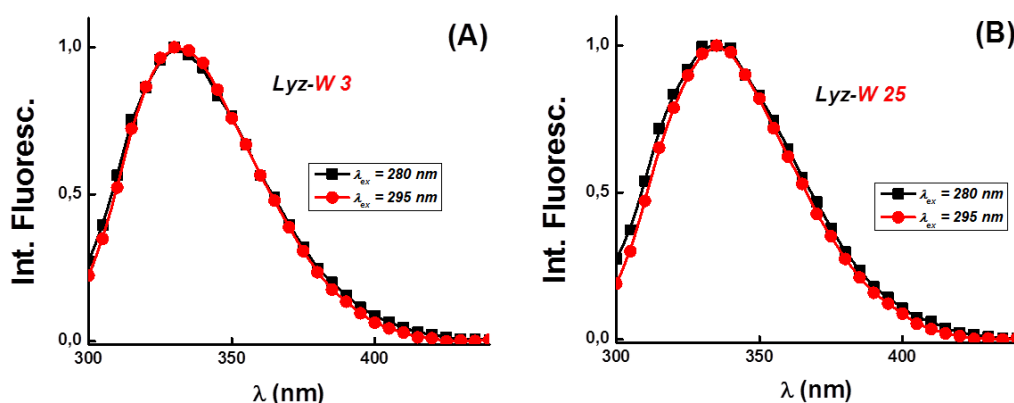 (A)
Int. Fluoresc.
1,0
0,5
0,0
Lyz-W 3
λex = 280 nm
λex = 295 nm
300
350
400
λ (nm)
(B)
Int. Fluoresc.
1,0
0,5
0,0
Lyz-W 25
λex = 280 nm
λex = 295 nm
300
350
400
λ (nm)